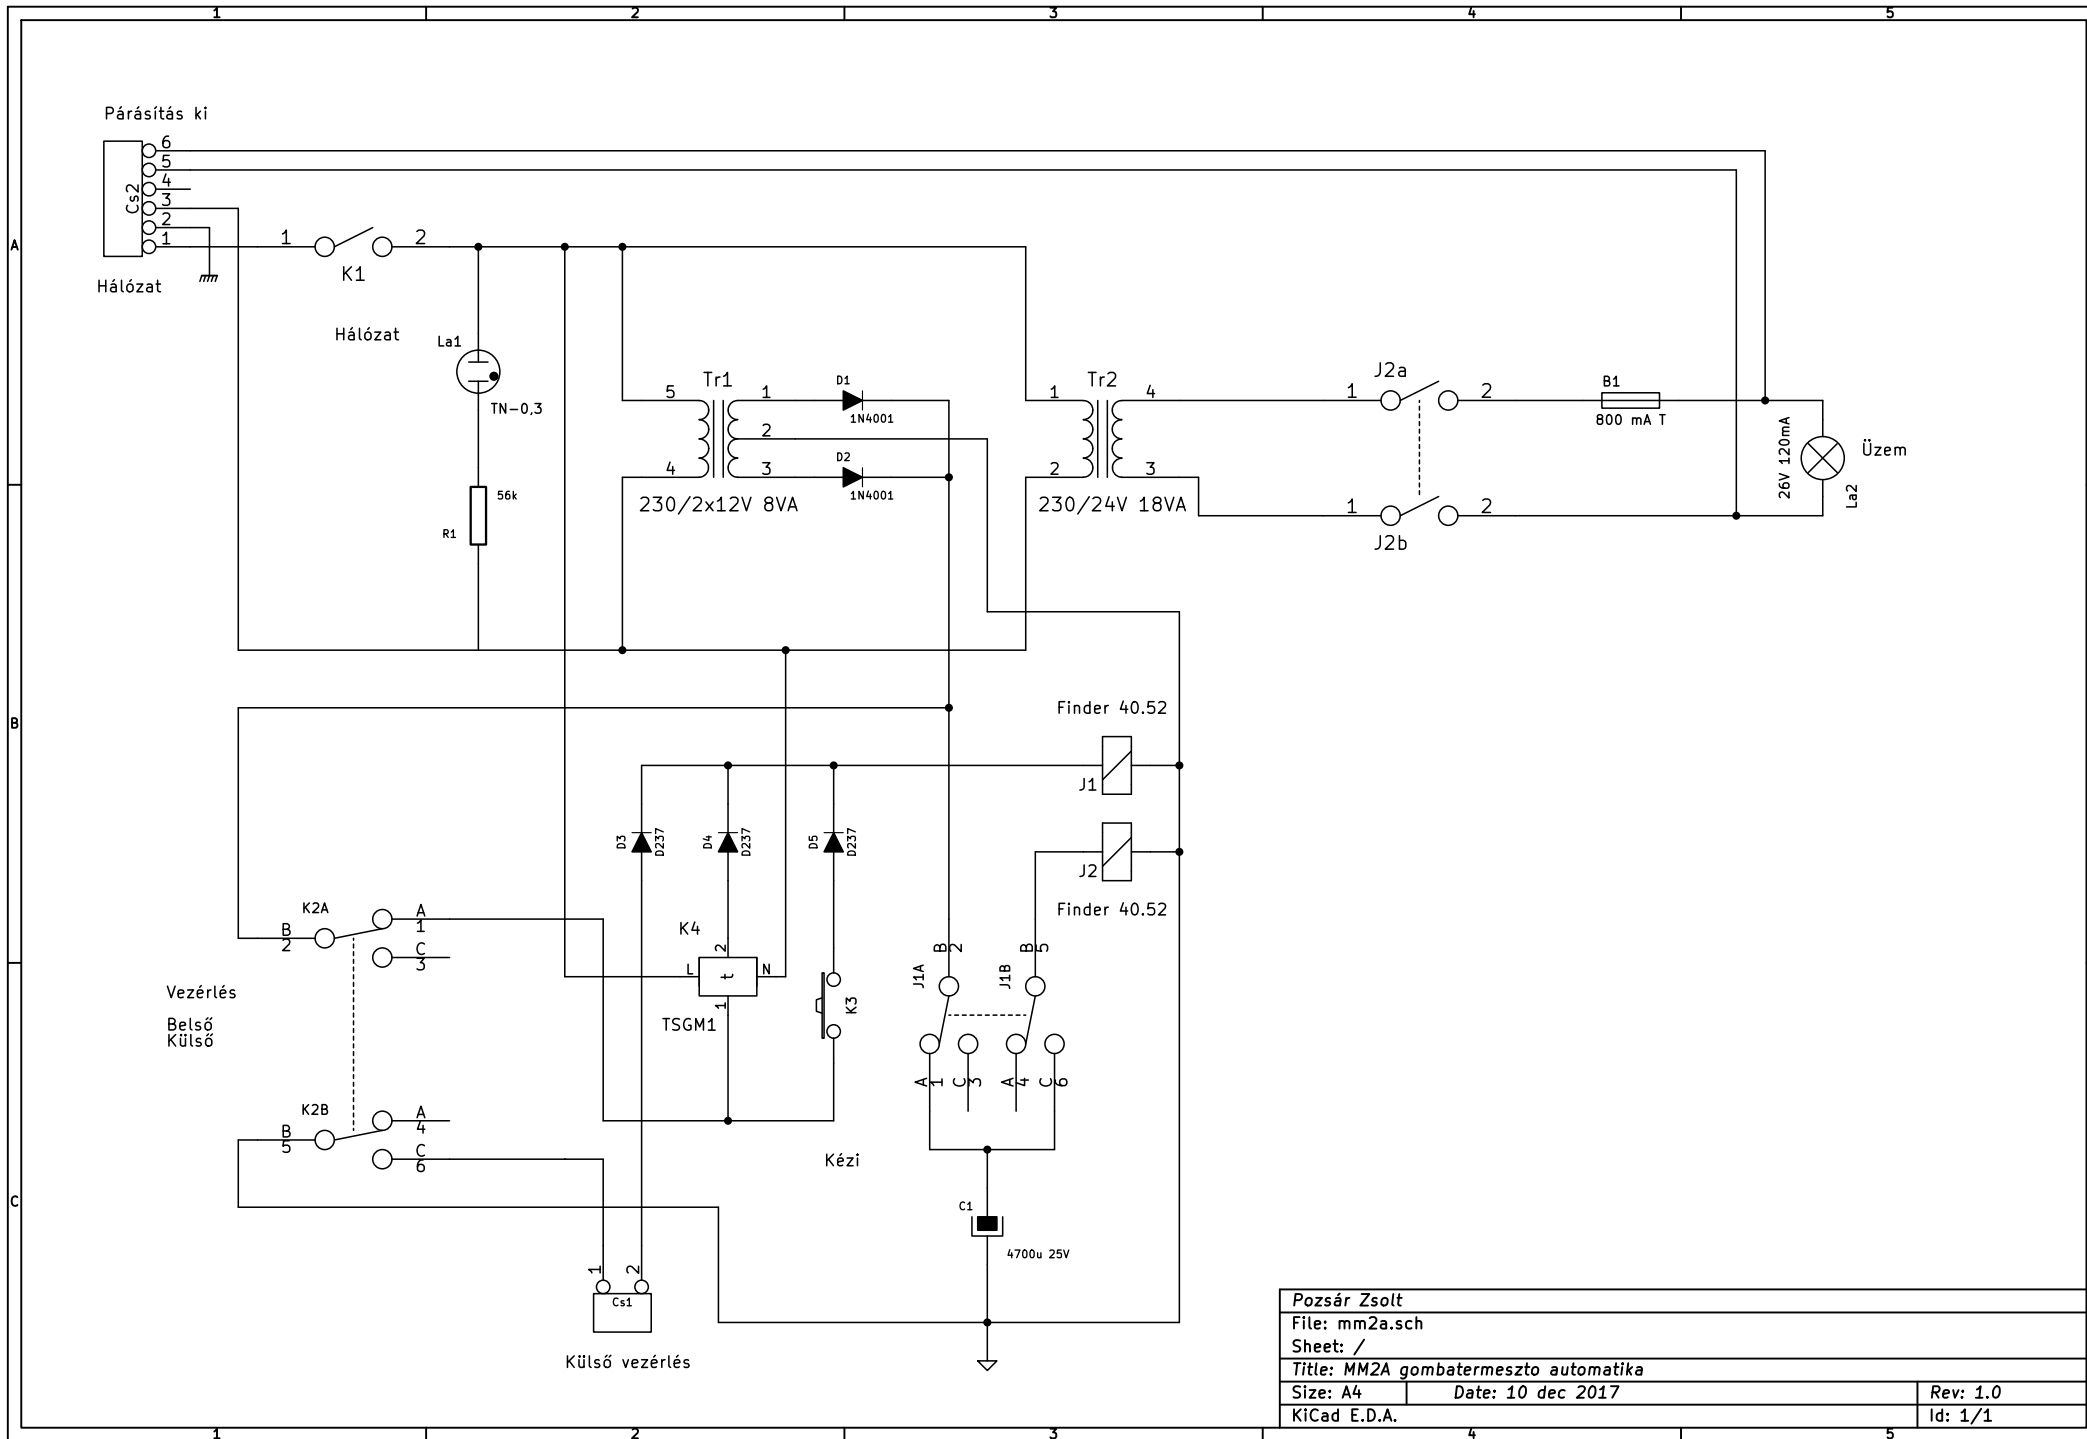 1 2 3 4 5
Párásítás ki
6
5
4
3
2
1
Cs2
Hálózat
A
1 2
K1
Hálózat
La1
TN-0,3
56k
R1
Tr1
5 1
2
4 3
230/2x12V 8VA
D1
1N4001
D2
1N4001
Tr2
1 4
2 3
230/24V 18VA
J2a
1 2
1 2
J2b
B1
800 mA T
26V 120mA
La2
Üzem
B
Finder 40.52
J1
J2
Finder 40.52
D3
D237
D4
D237
D5
D237
K2A
B
2
A
1
C
3
K4
2
L t N
1
TSGM1
K3
J1A
B
2
J1B
B
5
A
1
C
3
A
4
C
6
Vezérlés
Belső
Külső
K2B
B
5
A
4
C
6
Kézi
C
C1
4700u 25V
1 2
Cs1
Külső vezérlés
Pozsár Zsolt
File: mm2a.sch
Sheet: /
Title: MM2A gombatermeszto automatika
Size: A4 Date: 10 dec 2017 Rev: 1.0
KiCad E.D.A. Id: 1/1
1 2 3 4 5